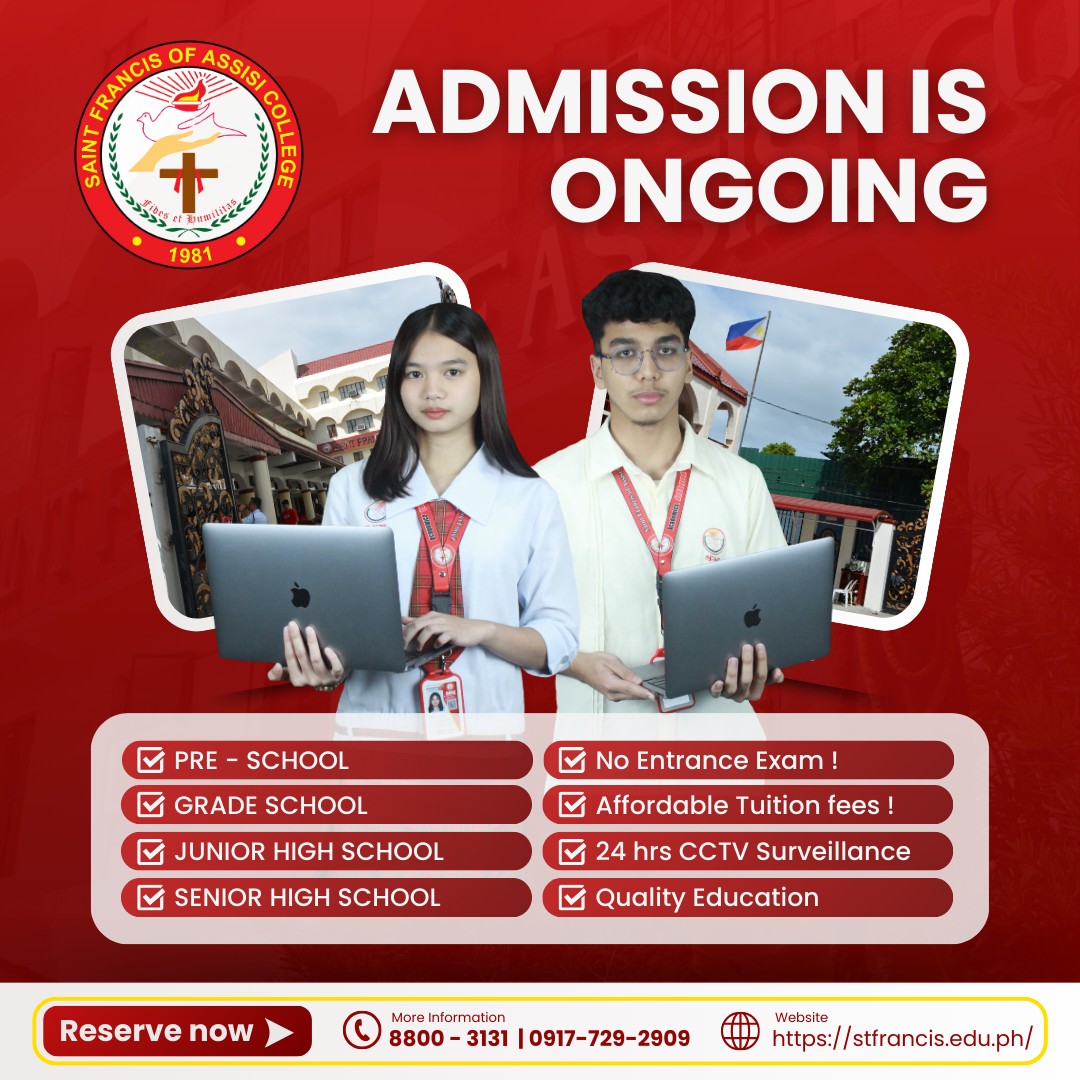 SAINT FRANCIS OF ASSISI COLLEGE
Fides et Humilitas
1981
ADMISSION IS
ONGOING
PRE - SCHOOL
GRADE SCHOOL
JUNIOR HIGH SCHOOL
SENIOR HIGH SCHOOL
No Entrance Exam !
Affordable Tuition fees !
24 hrs CCTV Surveillance
Quality Education
Reserve now
More Information
8800 - 3131 | 0917-729-2909
Website
https://stfrancis.edu.ph/